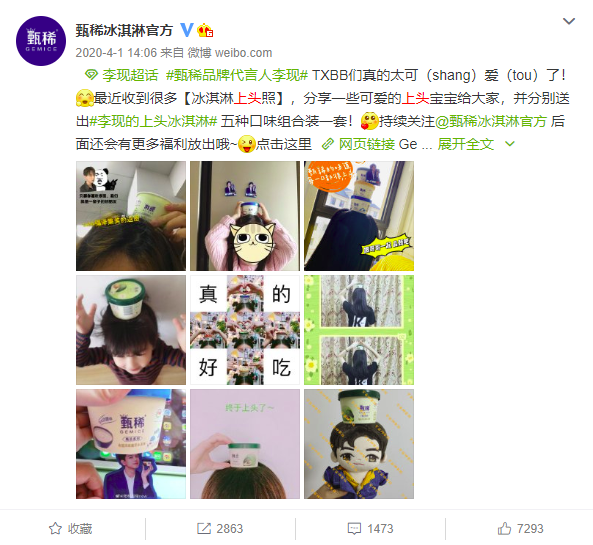 甄稀
GEMICE
甄稀冰淇淋官方
2020-4-1 14:06 来自 微博 weibo.com
李现超话 #甄稀品牌代言人李现# TXBB们真的太可（shang）爱（tou）了！
最近收到很多【冰淇淋上头照】，分享一些可爱的上头宝宝给大家，并分别送
出#李现的上头冰淇淋# 五种口味组合装一套！持续关注@甄稀冰淇淋官方 后
面还会有更多福利放出哦~点击这里 网页链接 Ge ... 展开全文
甄稀
真 的
好 吃
甄稀
GEMICE
终于上头了～
收藏
2863
1473
7293